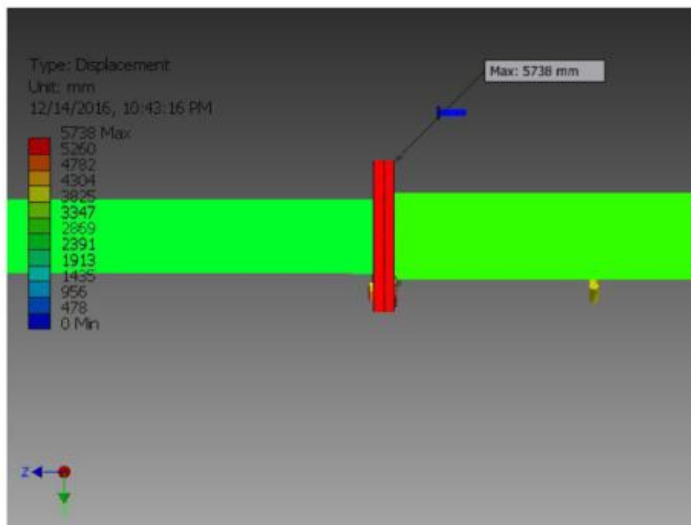 Type: Displacement
Unit: mm
12/14/2016, 10:43:16 PM
Max: 5738 mm
5738 Max
5260
4782
4304
3825
3347
2869
2391
1913
1435
956
478
0 Min
Z